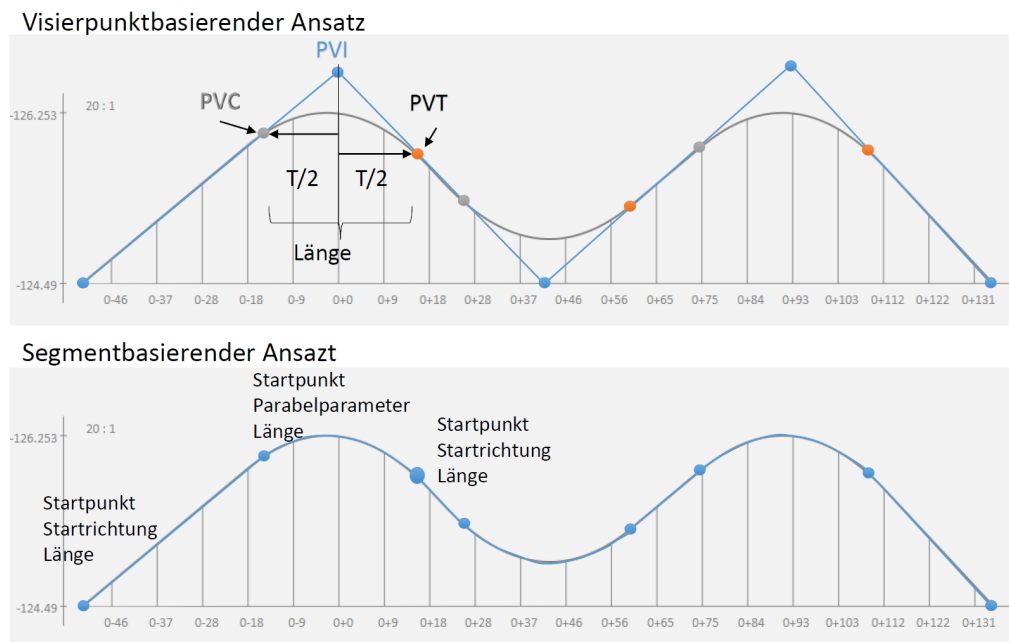 Visierpunktbasierender Ansatz
PVI
20 : 1
PVC
PVT
-126.253
T/2
T/2
Länge
-124.49
0-46
0-37
0-28
0-18
0-9
0+0
0+9
0+18
0+28
0+37
0+46
0+56
0+65
0+75
0+84
0+93
0+103
0+112
0+122
0+131
Segmentbasierender Ansazt
Startpunkt
Parabelparameter
Länge
20 : 1
-126.253
Startpunkt
Startrichtung
Länge
Startpunkt
Startrichtung
Länge
-124.49
0-46
0-37
0-28
0-18
0-9
0+0
0+9
0+18
0+28
0+37
0+46
0+56
0+65
0+75
0+84
0+93
0+103
0+112
0+122
0+131